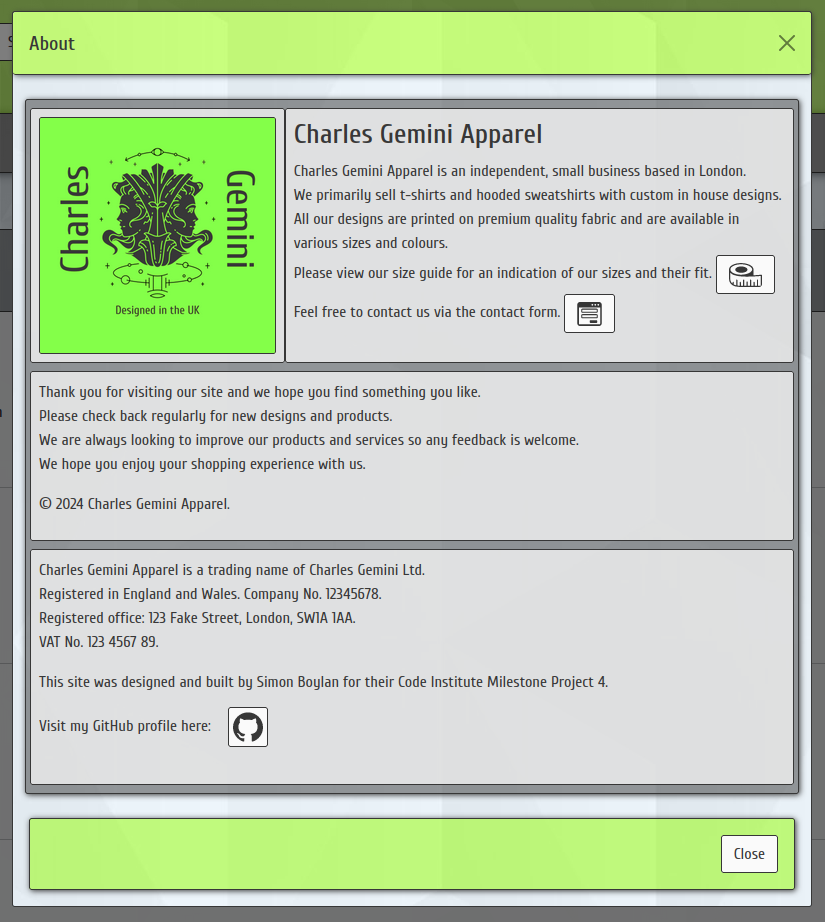 About
Charles
Gemini
Designed in the UK
Charles Gemini Apparel
Charles Gemini Apparel is an independent, small business based in London.
We primarily sell t-shirts and hooded sweatshirts with custom in house designs.
All our designs are printed on premium quality fabric and are available in
various sizes and colours.
Please view our size guide for an indication of our sizes and their fit.
Feel free to contact us via the contact form.
Thank you for visiting our site and we hope you find something you like.
Please check back regularly for new designs and products.
We are always looking to improve our products and services so any feedback is welcome.
We hope you enjoy your shopping experience with us.
© 2024 Charles Gemini Apparel.
Charles Gemini Apparel is a trading name of Charles Gemini Ltd.
Registered in England and Wales. Company No. 12345678.
Registered office: 123 Fake Street, London, SW1A 1AA.
VAT No. 123 4567 89.
This site was designed and built by Simon Boylan for their Code Institute Milestone Project 4.
Visit my GitHub profile here:
Close